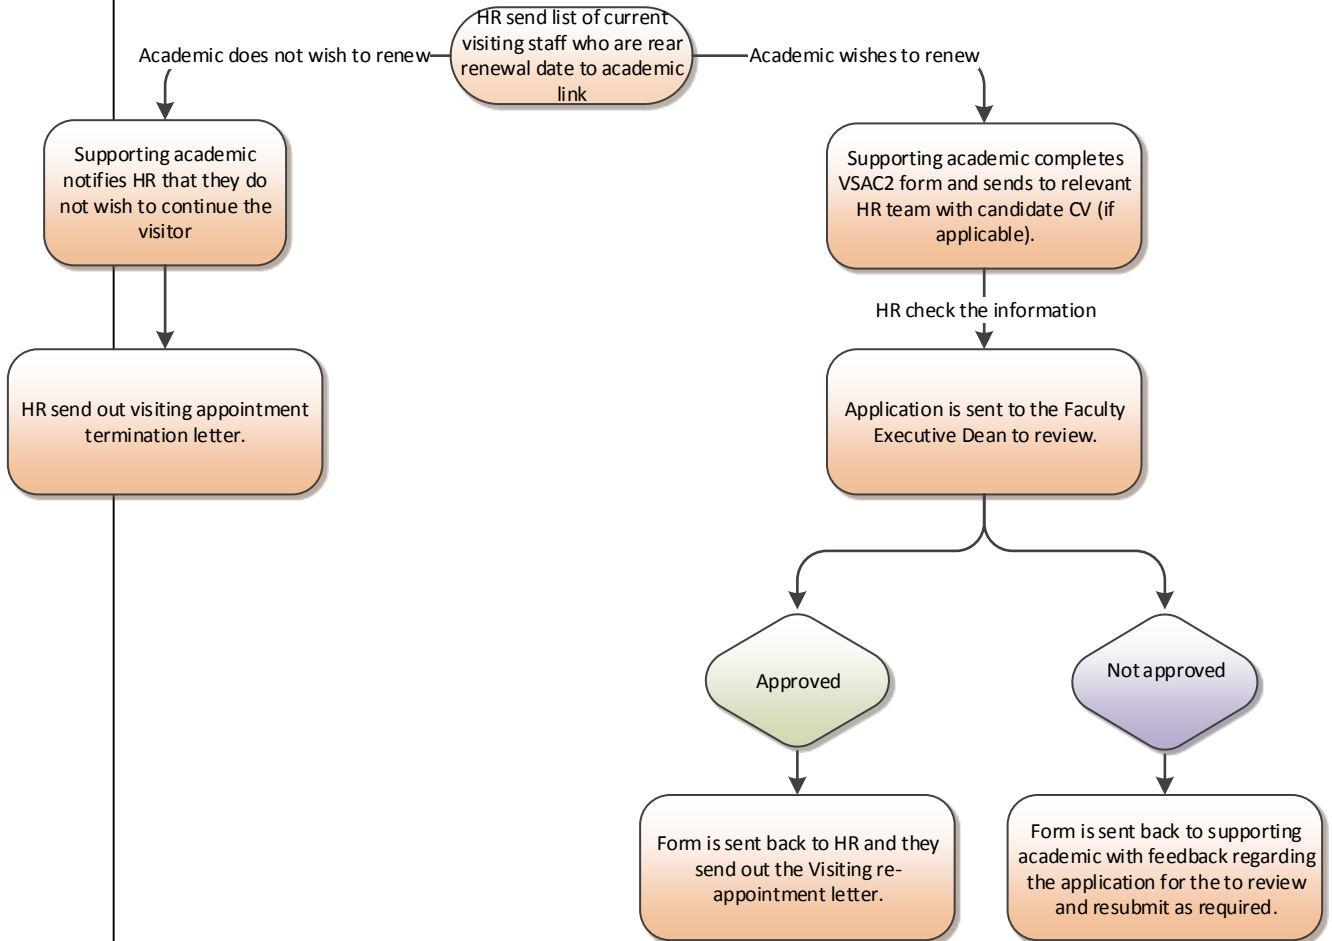 HR send list of current
visiting staff who are rear
renewal date to academic
link
Academic does not wish to renew
Academic wishes to renew
Supporting academic
notifies HR that they do
not wish to continue the
visitor
Supporting academic completes
VSAC2 form and sends to relevant
HR team with candidate CV (if
applicable).
HR check the information
HR send out visiting appointment
termination letter.
Application is sent to the Faculty
Executive Dean to review.
Approved
Not approved
Form is sent back to HR and they
send out the Visiting re-
appointment letter.
Form is sent back to supporting
academic with feedback regarding
the application for the to review
and resubmit as required.